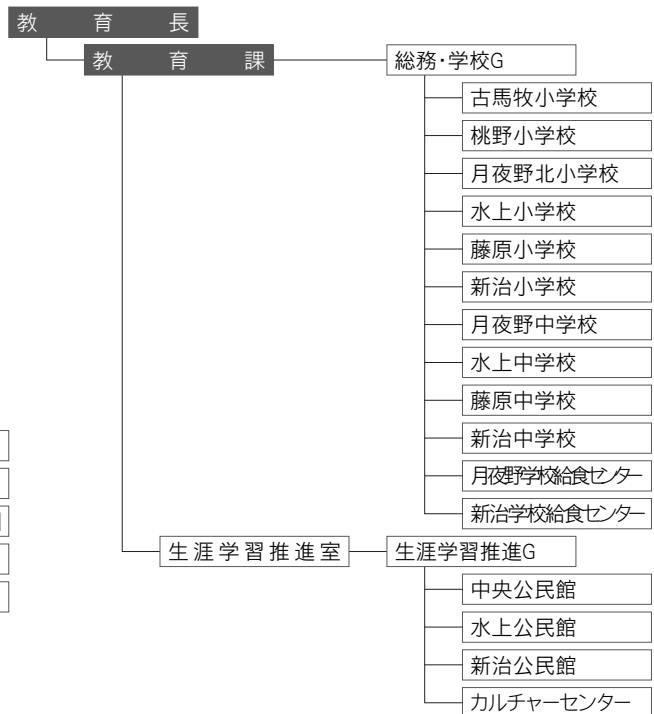 教育長
教育課
総務・学校G
古馬牧小学校
桃野小学校
月夜野北小学校
水上小学校
藤原小学校
新治小学校
月夜野中学校
水上中学校
藤原中学校
新治中学校
月夜野学校給食センター
新治学校給食センター
生涯学習推進室
生涯学習推進G
中央公民館
水上公民館
新治公民館
カルチャーセンター